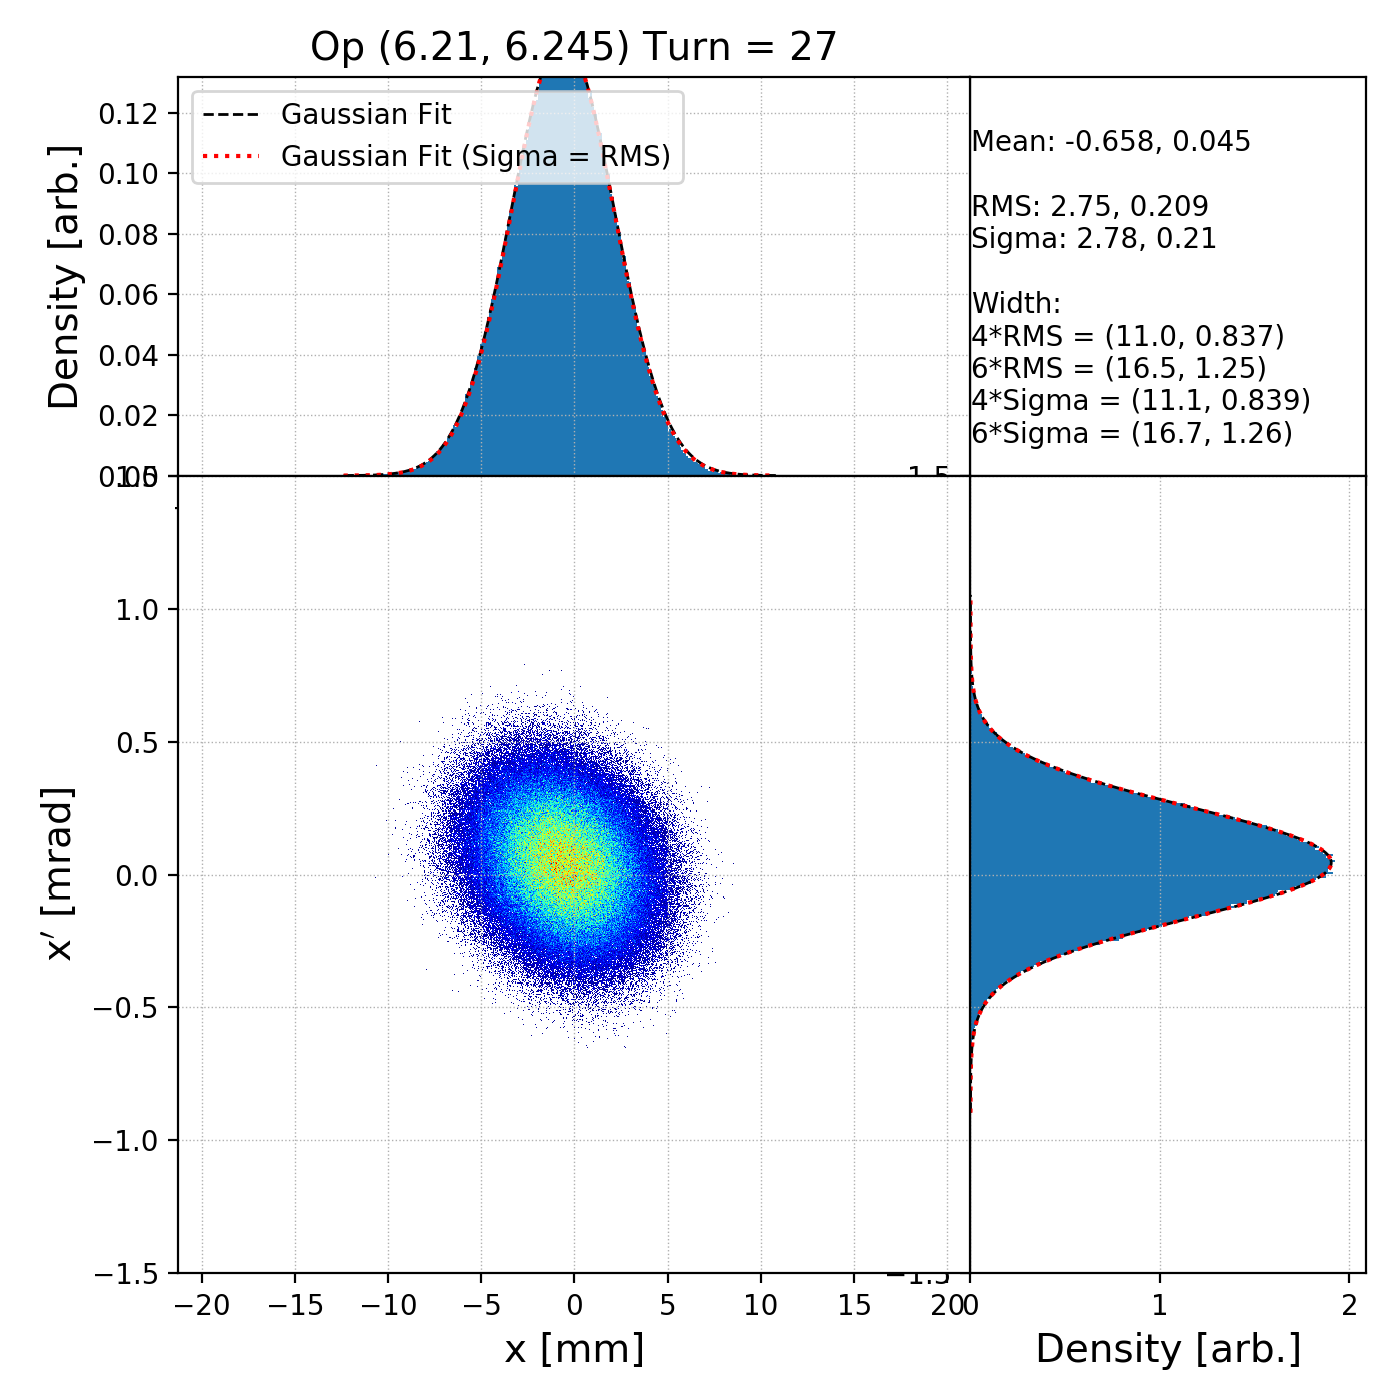 Op (6.21, 6.245) Turn = 27
Gaussian Fit
Gaussian Fit (Sigma = RMS)
Density [arb.]
0.12
0.10
0.08
0.06
0.04
0.02
Mean: -0.658, 0.045
RMS: 2.75, 0.209
Sigma: 2.78, 0.21
Width:
4*RMS = (11.0, 0.837)
6*RMS = (16.5, 1.25)
4*Sigma = (11.1, 0.839)
6*Sigma = (16.7, 1.26)
x′ [mrad]
1.0
0.5
0.0
−0.5
−1.0
−1.5
−20 −15 −10 −5 0 5 10 15 20
x [mm]
0 1 2
Density [arb.]